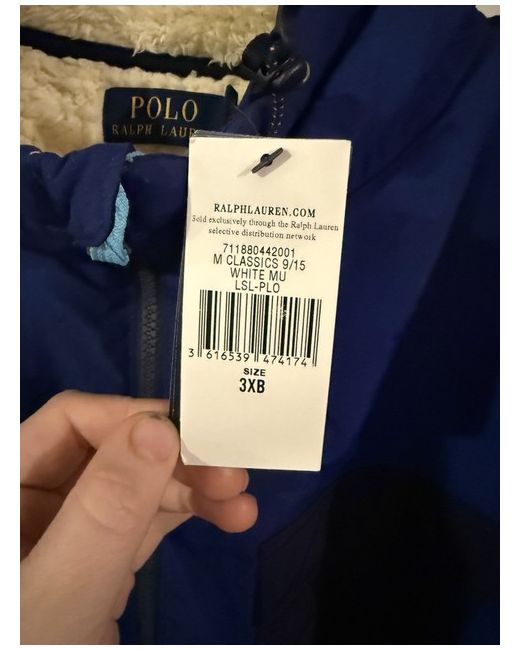 POLO
RALPH LAUR
RALPHLAUREN.COM
Sold exclusively through the Ralph Lauren
selective distribution network
711880442001
M CLASSICS 9/15
WHITE MU
LSL-PLO
3 616539 474174
SIZE
3XB